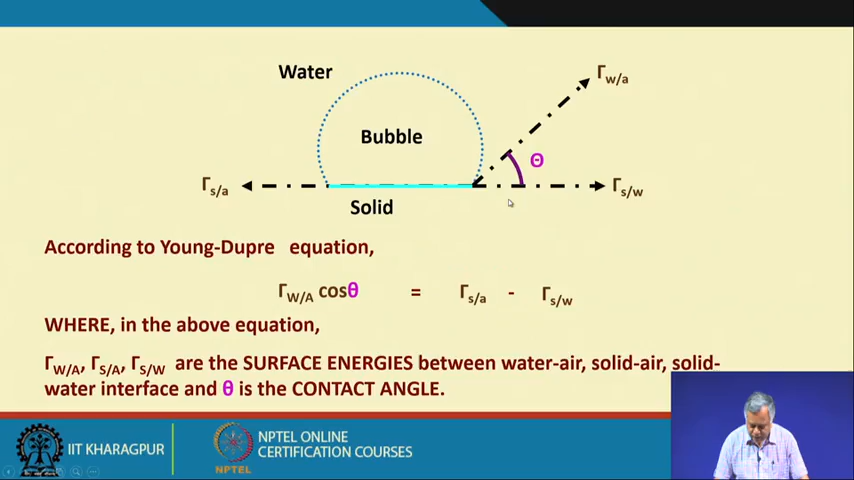 Water
Γw/a
Bubble
Θ
Γs/a
Γs/w
Solid
According to Young-Dupre equation,
ΓW/A cosθ = Γs/a - Γs/w
WHERE, in the above equation,
ΓW/A, ΓS/A, ΓS/W are the SURFACE ENERGIES between water-air, solid-air, solid-
water interface and θ is the CONTACT ANGLE.
IIT KHARAGPUR
NPTEL
NPTEL ONLINE
CERTIFICATION COURSES